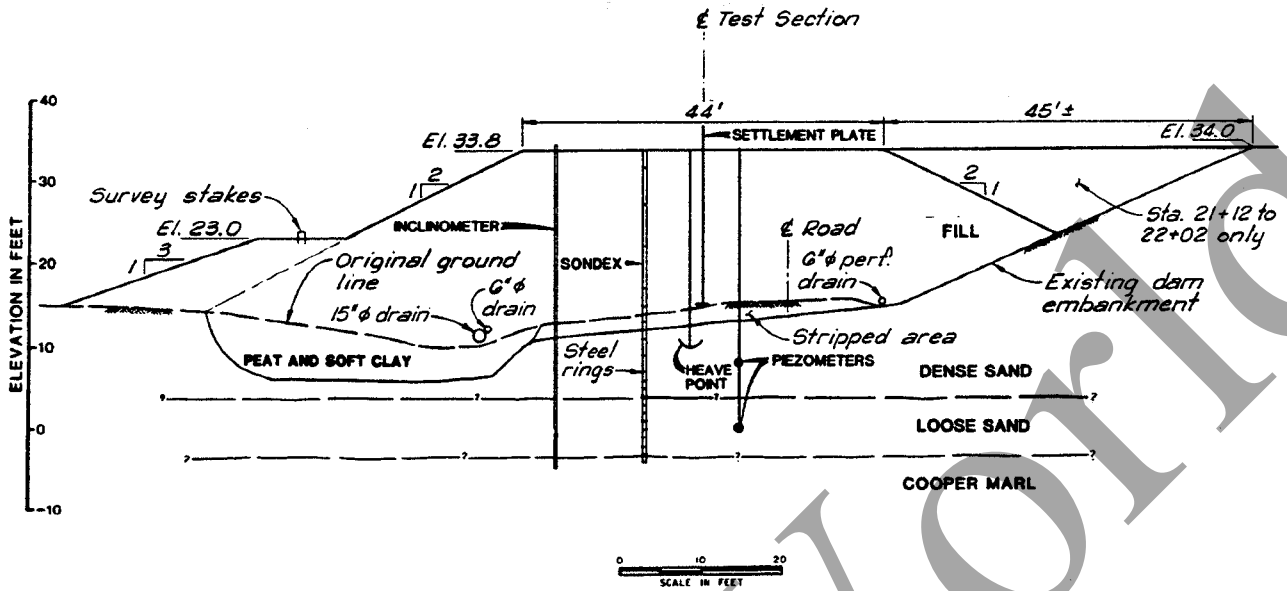 ℄ Test Section
44'
45'±
SETTLEMENT PLATE
El. 33.8
El. 34.0
40
30
20
10
0
-10
ELEVATION IN FEET
2
1
2
1
Survey stakes
El. 23.0
3
1
INCLINOMETER
SONDEX
℄ Road
FILL
Sta. 21+12 to
22+02 only
Original ground
line
6"φ
drain
15"φ drain
6"φ perf.
drain
Existing dam
embankment
Stripped area
PEAT AND SOFT CLAY
Steel
rings
HEAVE
POINT
PIEZOMETERS
DENSE SAND
? ? ? ?
LOOSE SAND
? ? ? ?
COOPER MARL
0 10 20
SCALE IN FEET